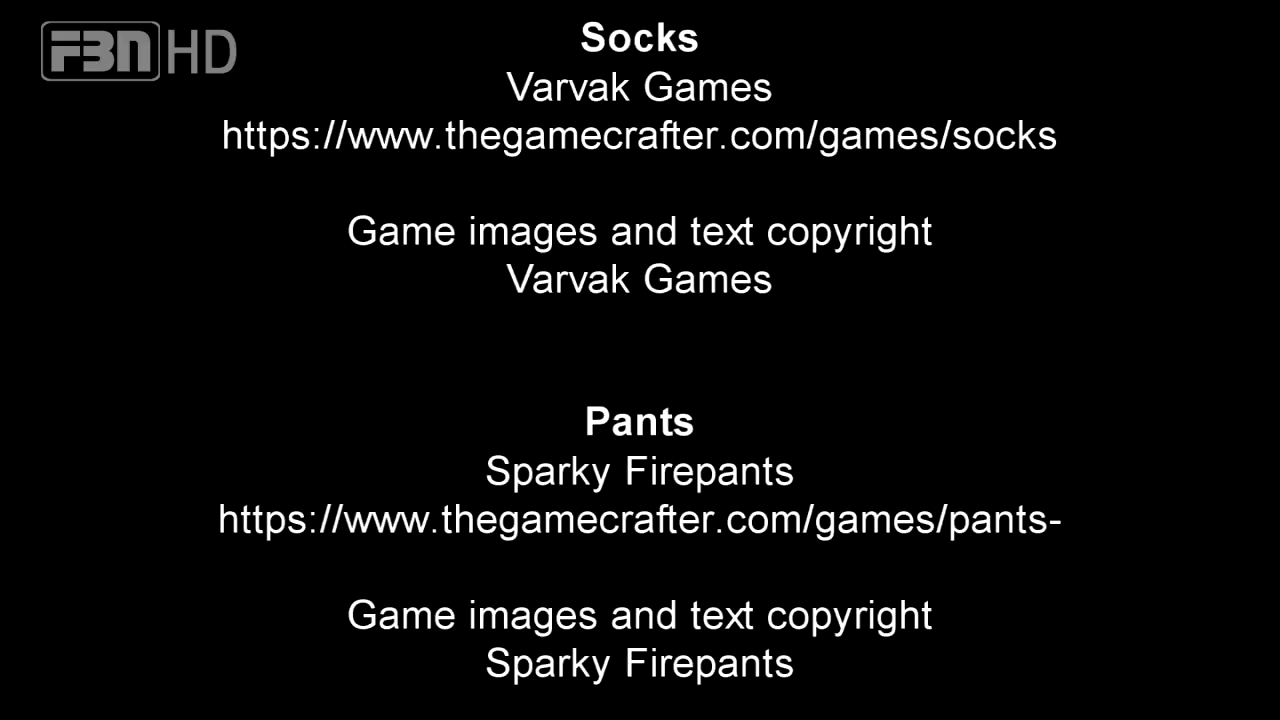 F3N HD
Socks
Varvak Games
https://www.thegamecrafter.com/games/socks
Game images and text copyright
Varvak Games
Pants
Sparky Firepants
https://www.thegamecrafter.com/games/pants-
Game images and text copyright
Sparky Firepants